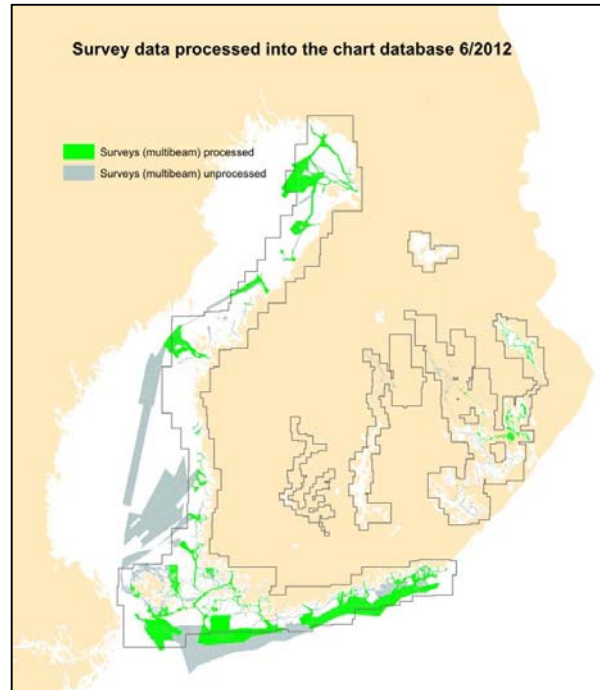 Survey data processed into the chart database 6/2012
Surveys (multibeam) processed
Surveys (multibeam) unprocessed